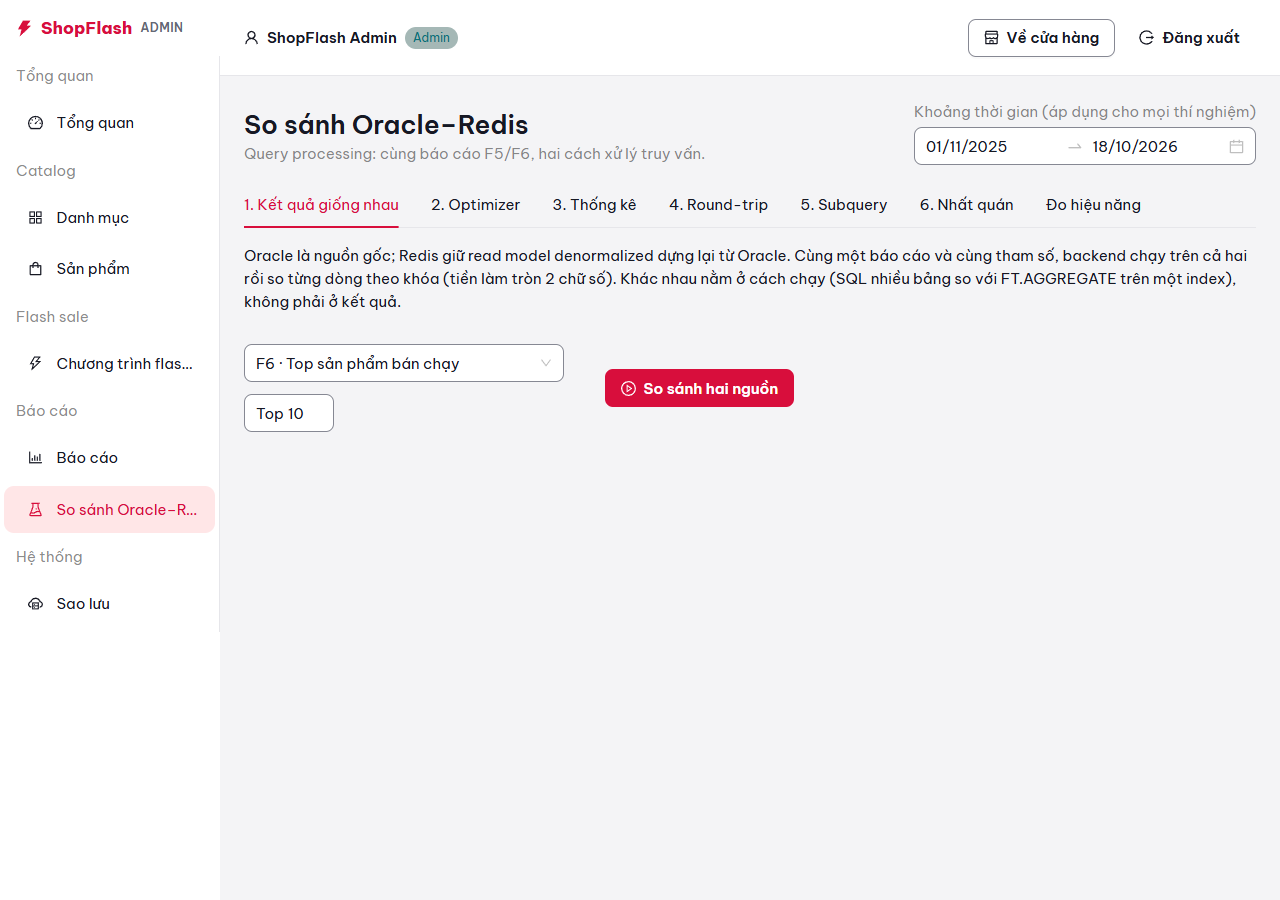 ShopFlash ADMIN
Tổng quan
Tổng quan
Catalog
Danh mục
Sản phẩm
Flash sale
Chương trình flas...
Báo cáo
Báo cáo
So sánh Oracle–R...
Hệ thống
Sao lưu
ShopFlash Admin Admin
Về cửa hàng
Đăng xuất
So sánh Oracle–Redis
Query processing: cùng báo cáo F5/F6, hai cách xử lý truy vấn.
Khoảng thời gian (áp dụng cho mọi thí nghiệm)
01/11/2025 → 18/10/2026
1. Kết quả giống nhau 2. Optimizer 3. Thống kê 4. Round-trip 5. Subquery 6. Nhất quán Đo hiệu năng
Oracle là nguồn gốc; Redis giữ read model denormalized dựng lại từ Oracle. Cùng một báo cáo và cùng tham số, backend chạy trên cả hai
rồi so từng dòng theo khóa (tiền làm tròn 2 chữ số). Khác nhau nằm ở cách chạy (SQL nhiều bảng so với FT.AGGREGATE trên một index),
không phải ở kết quả.
F6 · Top sản phẩm bán chạy
Top 10
So sánh hai nguồn